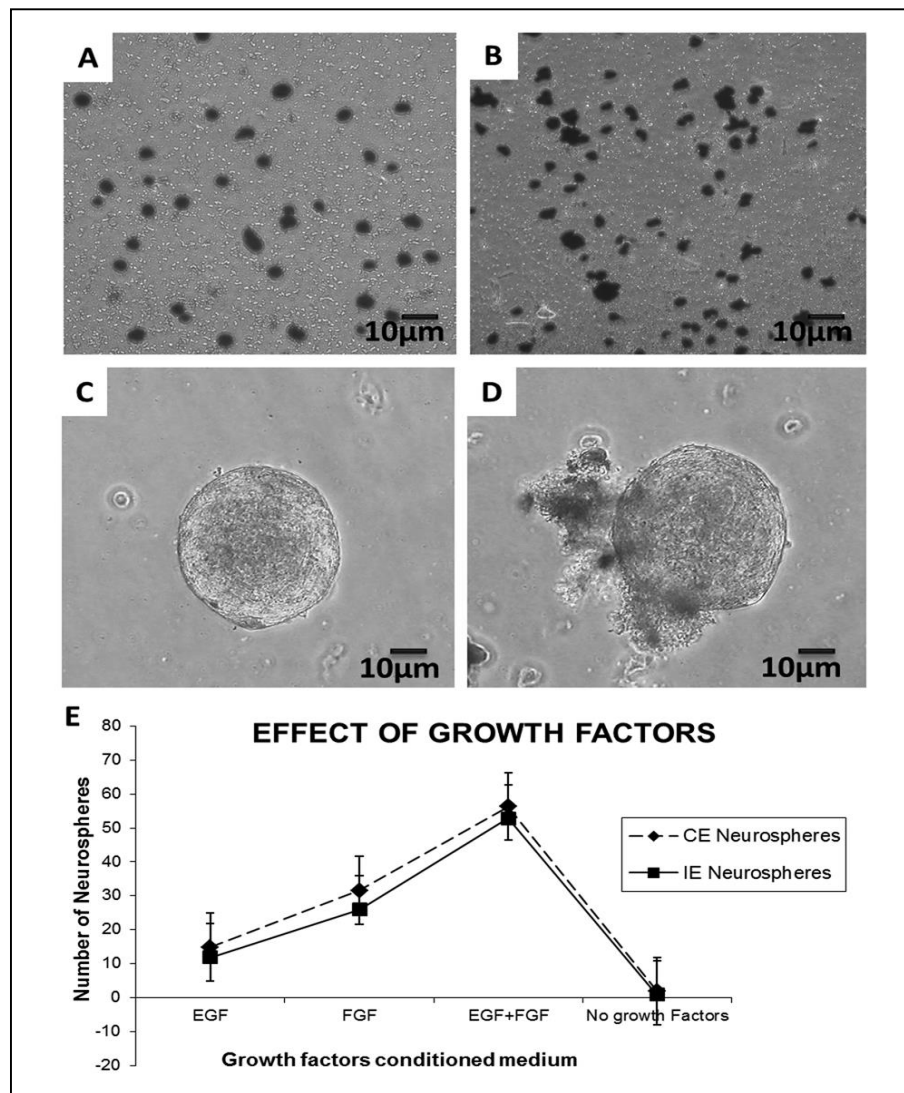 A
B
10µm
10µm
C
D
10µm
10µm
E
EFFECT OF GROWTH FACTORS
80
70
60
50
40
30
20
10
0
-10
-20
Number of Neurospheres
CE Neurospheres
IE Neurospheres
EGF
FGF
EGF+FGF
No growth Factors
Growth factors conditioned medium